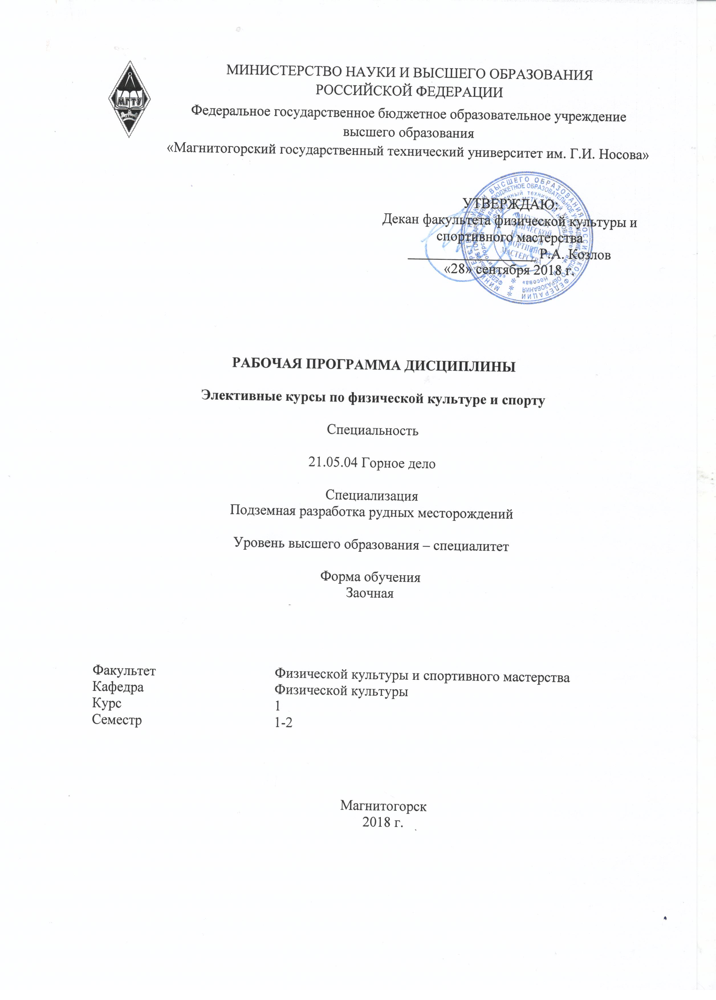 МГТУ
МИНИСТЕРСТВО НАУКИ И ВЫСШЕГО ОБРАЗОВАНИЯ
РОССИЙСКОЙ ФЕДЕРАЦИИ
Федеральное государственное бюджетное образовательное учреждение
высшего образования
«Магнитогорский государственный технический университет им. Г.И. Носова»
УТВЕРЖДАЮ:
Декан факультета физической культуры и
спортивного мастерства
Р.А. Козлов
«28» сентября 2018 г.
РАБОЧАЯ ПРОГРАММА ДИСЦИПЛИНЫ
Элективные курсы по физической культуре и спорту
Специальность
21.05.04 Горное дело
Специализация
Подземная разработка рудных месторождений
Уровень высшего образования – специалитет
Форма обучения
Заочная
Факультет Физической культуры и спортивного мастерства
Кафедра Физической культуры
Курс 1
Семестр 1-2
Магнитогорск
2018 г.